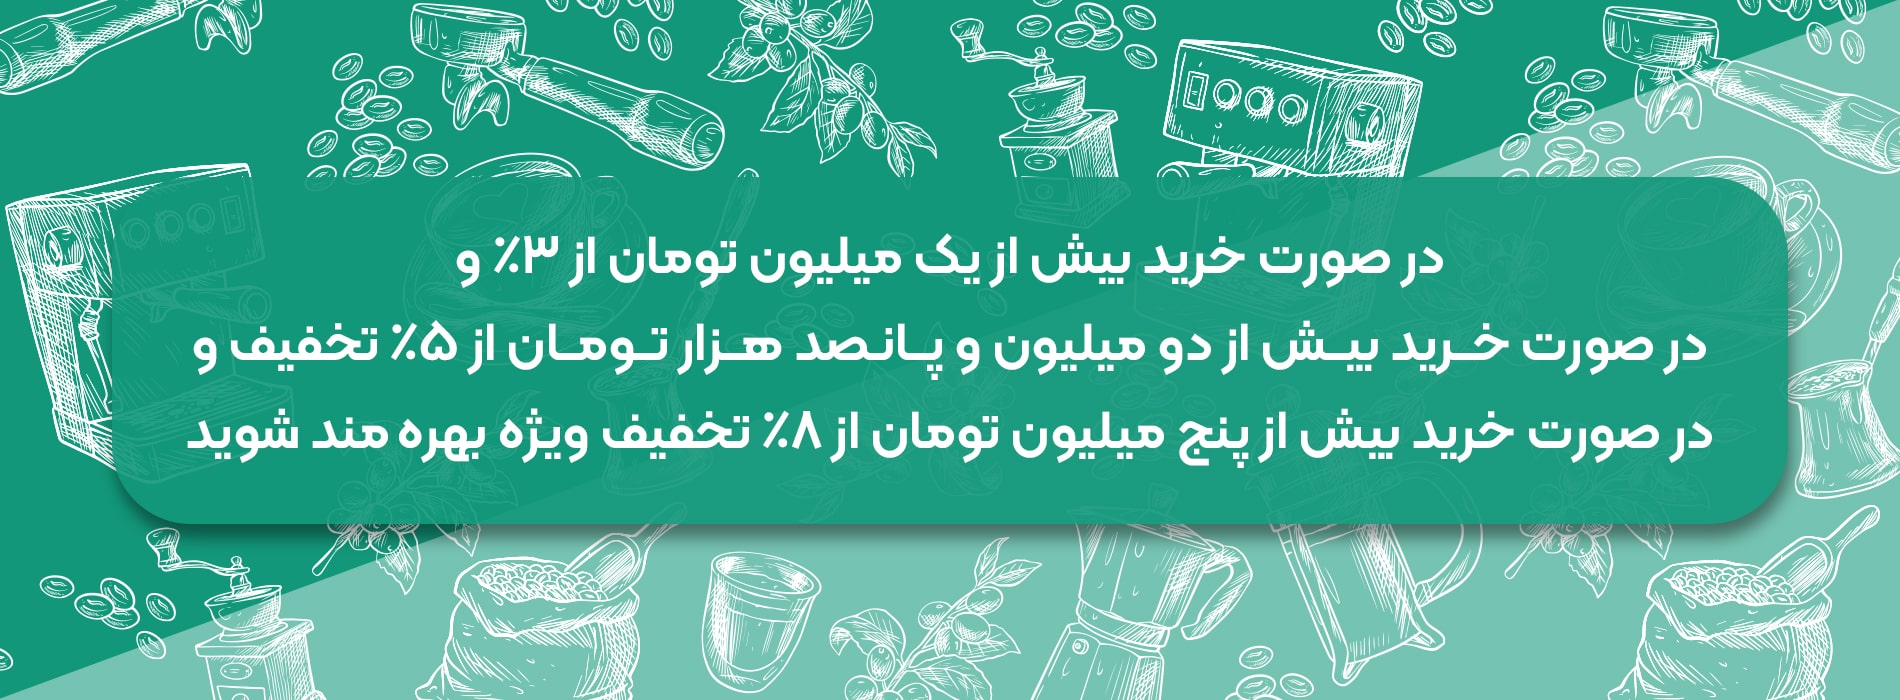 در صورت خرید بیش از یک میلیون تومان از ۳٪ و
در صورت خـرید بیـش از دو میلیون و پـانـصد هـزار تـومـان از ۵٪ تخفیف و
در صورت خرید بیش از پنج میلیون تومان از ۸٪ تخفیف ویژه بهره مند شوید